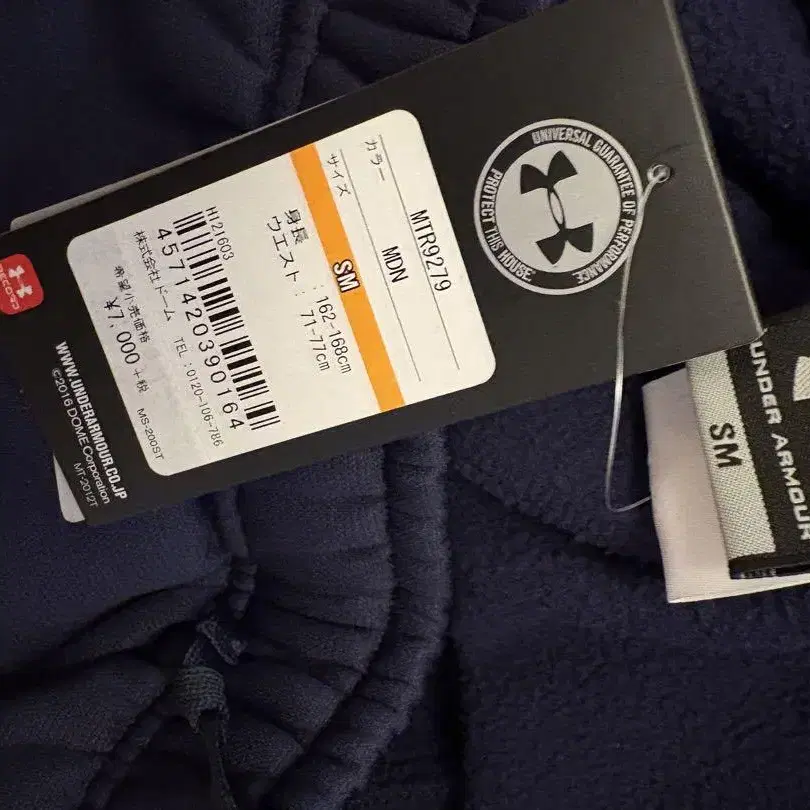 UNIVERSAL GUARANTEE OF PERFORMANCE
PROTECT THIS HOUSE
MTR9279
カラー
MDN
サイズ
SM
身長 : 162-168cm
ウエスト : 71-77cm
H121603
4571420390164
株式会社ドーム TEL:0120-106-786
希望小売価格
¥7,000 +税
MS-200ST
WWW.UNDERARMOUR.CO.JP
©2016 DOME Corporation
MT-2012T
SM
UNDER ARMOUR